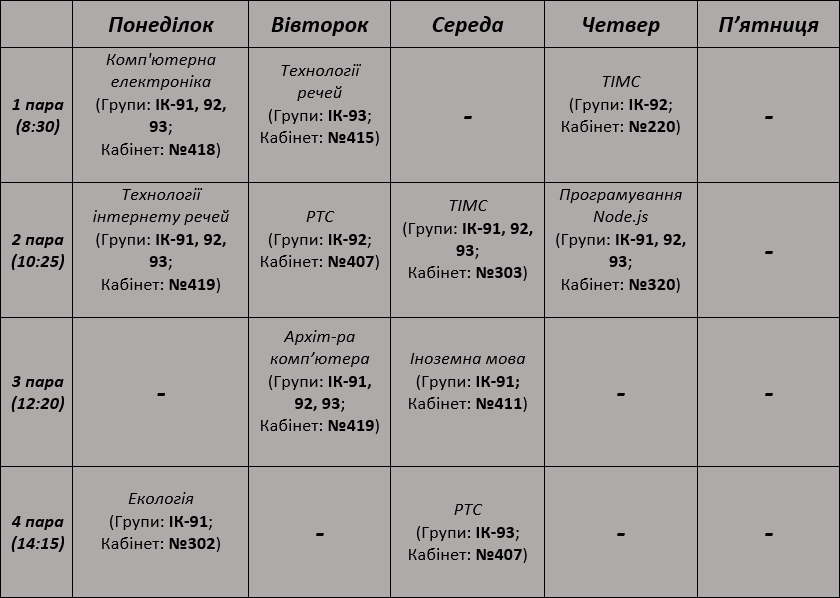 Понеділок
Вівторок
Середа
Четвер
П’ятниця
1 пара
(8:30)
Комп'ютерна
електроніка
(Групи: ІК-91, 92,
93;
Кабінет: №418)
Технології
речей
(Групи: ІК-93;
Кабінет: №415)
-
ТІМС
(Групи: ІК-92;
Кабінет: №220)
-
2 пара
(10:25)
Технології
інтернету речей
(Групи: ІК-91, 92,
93;
Кабінет: №419)
РТС
(Групи: ІК-92;
Кабінет: №407)
ТІМС
(Групи: ІК-91, 92,
93;
Кабінет: №303)
Програмування
Node.js
(Групи: ІК-91, 92,
93;
Кабінет: №320)
-
3 пара
(12:20)
-
Архіт-ра
комп’ютера
(Групи: ІК-91,
92, 93;
Кабінет: №419)
Іноземна мова
(Групи: ІК-91;
Кабінет: №411)
-
-
4 пара
(14:15)
Екологія
(Групи: ІК-91;
Кабінет: №302)
-
РТС
(Групи: ІК-93;
Кабінет: №407)
-
-